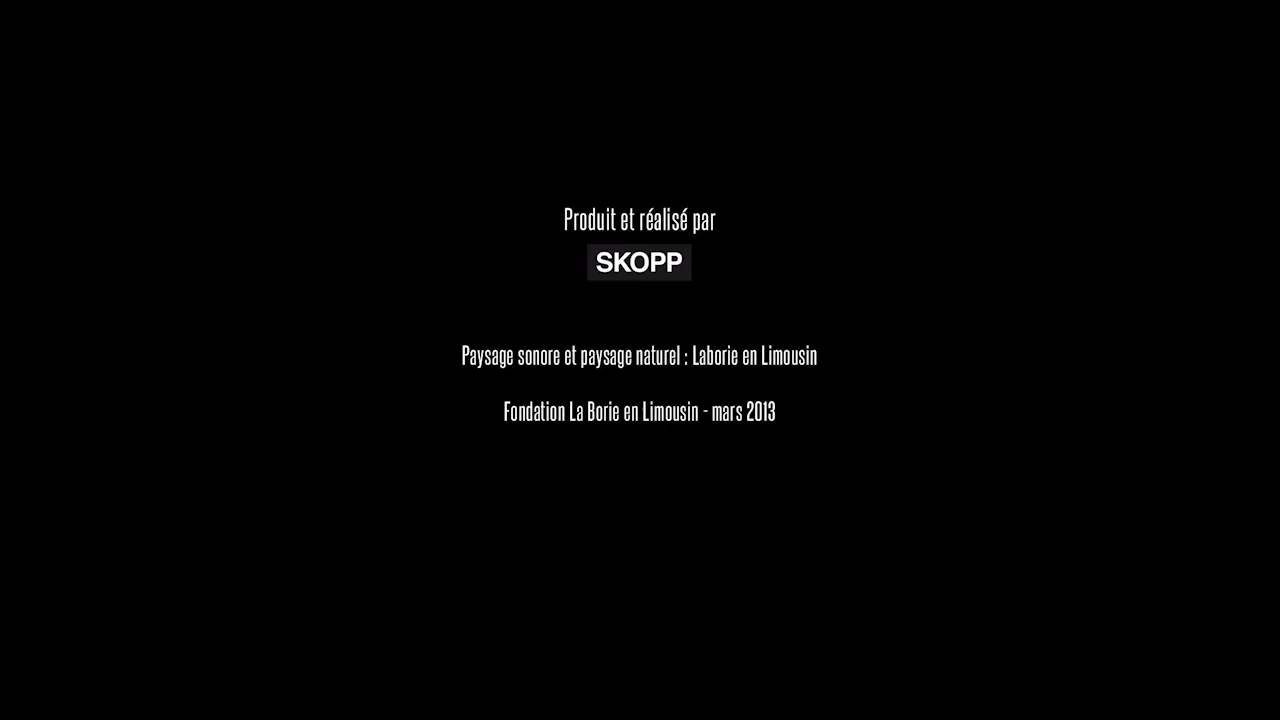 Produit et réalisé par
SKOPP
Paysage sonore et paysage naturel : Laborie en Limousin
Fondation La Borie en Limousin - mars 2013